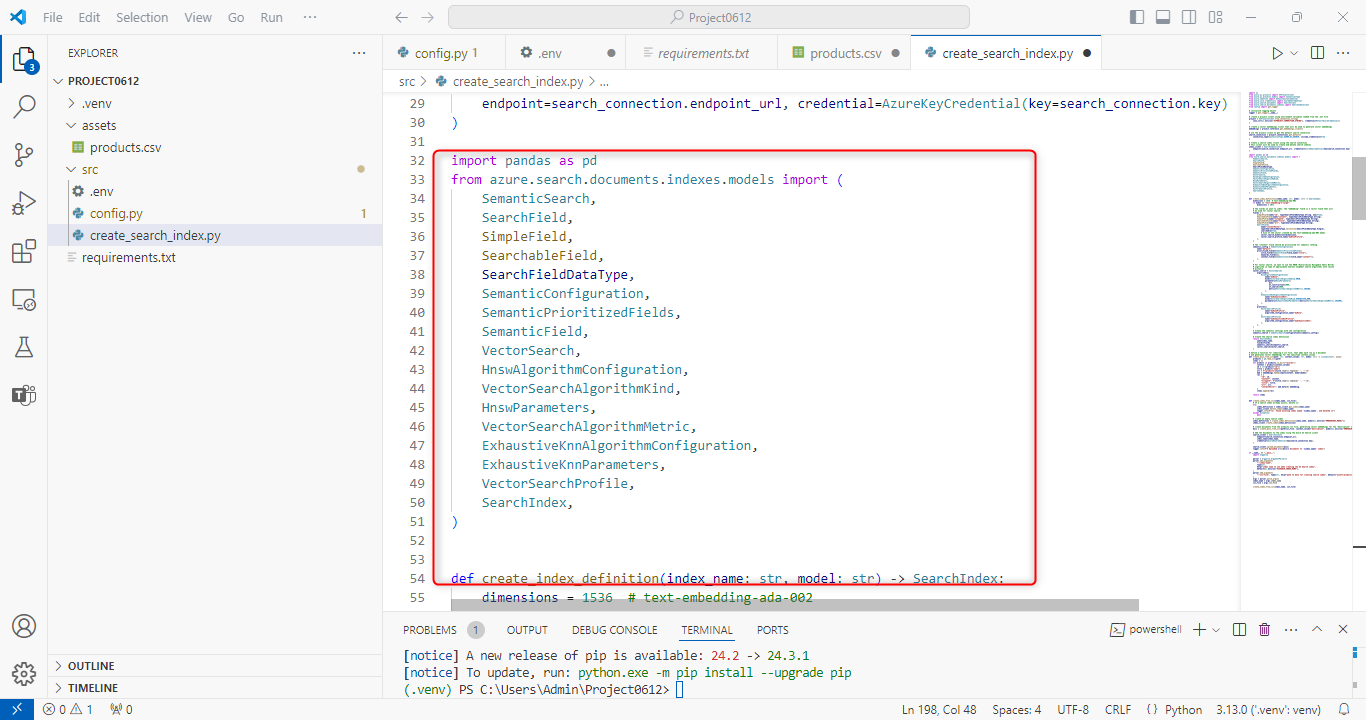 File Edit Selection View Go Run ··· Project0612
EXPLORER ···
PROJECT0612
.venv
assets
products.csv
src
.env
config.py 1
create_search_index.py
requirements.txt
OUTLINE
TIMELINE
3
config.py 1 .env requirements.txt products.csv create_search_index.py
src > create_search_index.py > ...
29 endpoint=search_connection.endpoint_url, credential=AzureKeyCredential(key=search_connection.key)
30 )
31
32 import pandas as pd
33 from azure.search.documents.indexes.models import (
34 SemanticSearch,
35 SearchField,
36 SimpleField,
37 SearchableField,
38 SearchFieldDataType,
39 SemanticConfiguration,
40 SemanticPrioritizedFields,
41 SemanticField,
42 VectorSearch,
43 HnswAlgorithmConfiguration,
44 VectorSearchAlgorithmKind,
45 HnswParameters,
46 VectorSearchAlgorithmMetric,
47 ExhaustiveKnnAlgorithmConfiguration,
48 ExhaustiveKnnParameters,
49 VectorSearchProfile,
50 SearchIndex,
51 )
52
53
54 def create_index_definition(index_name: str, model: str) -> SearchIndex:
55 dimensions = 1536 # text-embedding-ada-002
PROBLEMS 1 OUTPUT DEBUG CONSOLE TERMINAL PORTS powershell
[notice] A new release of pip is available: 24.2 -> 24.3.1
[notice] To update, run: python.exe -m pip install --upgrade pip
(.venv) PS C:\Users\Admin\Project0612>
0 1 0 Ln 198, Col 48 Spaces: 4 UTF-8 CRLF {} Python 3.13.0 ('.venv': venv)